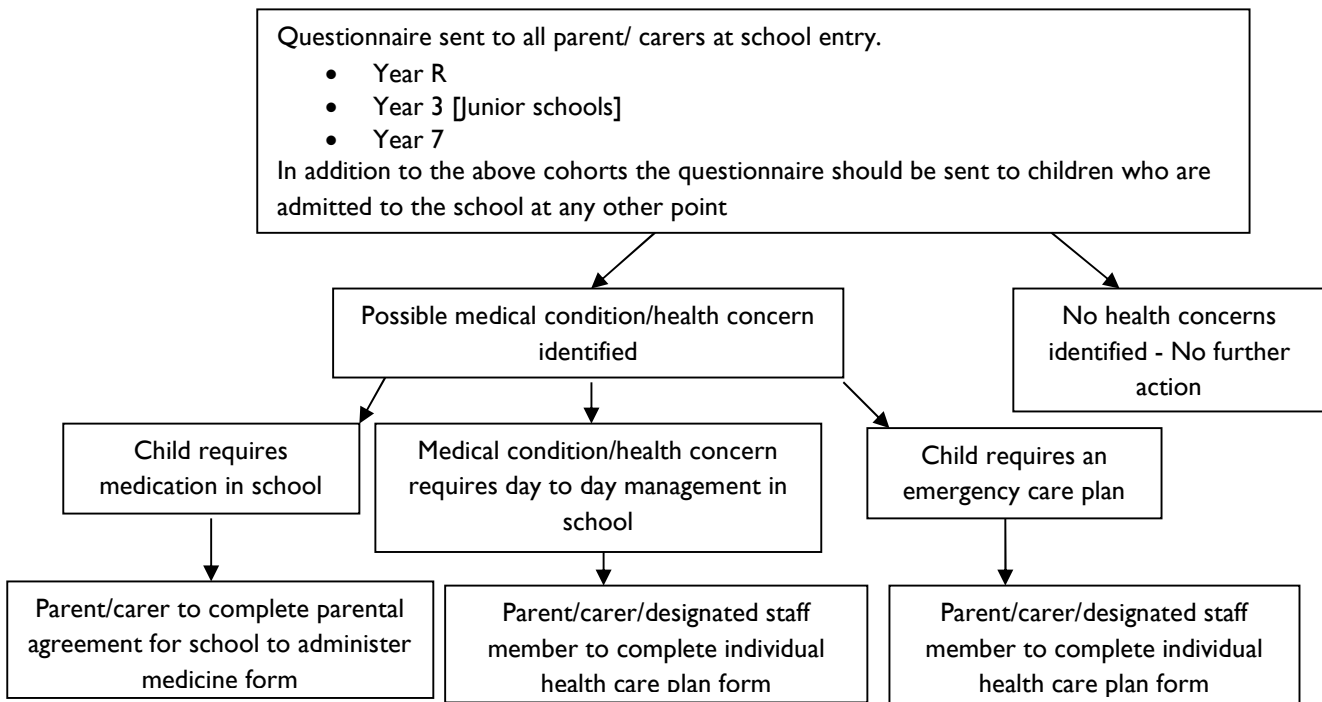 Questionnaire sent to all parent/ carers at school entry.
• Year R
• Year 3 [Junior schools]
• Year 7
In addition to the above cohorts the questionnaire should be sent to children who are
admitted to the school at any other point
Possible medical condition/health concern
identified
No health concerns
identified - No further
action
Child requires
medication in school
Medical condition/health concern
requires day to day management in
school
Child requires an
emergency care plan
Parent/carer to complete parental
agreement for school to administer
medicine form
Parent/carer/designated staff
member to complete individual
health care plan form
Parent/carer/designated staff
member to complete individual
health care plan form